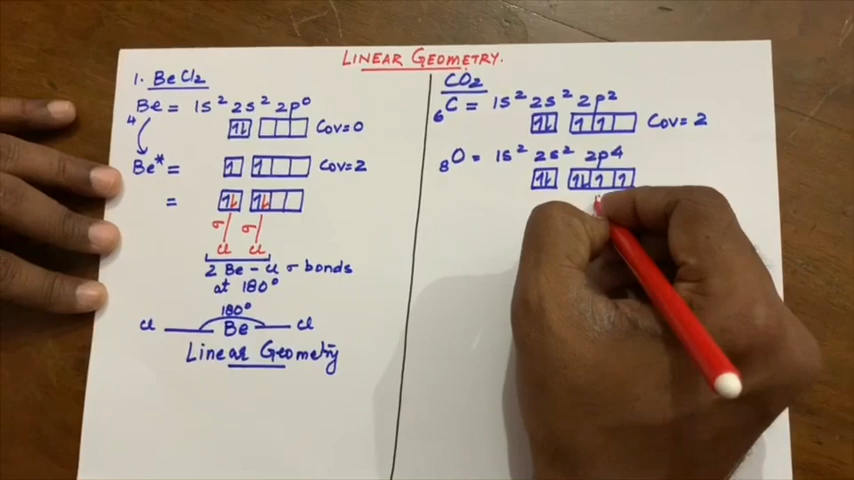 LINEAR GEOMETRY.
1. BeCl2
Be = 1s² 2s² 2p⁰
4
↿⇂ Cov=0
Be* = ↿ ↿ Cov=2
= ↿⇂ ↿⇂
σ σ
Cl Cl
2 Be - Cl σ bonds
at 180°
180°
Cl Be Cl
Linear Geometry
CO2
₆C = 1s² 2s² 2p²
↿⇂ ↿ ↿ Cov=2
₈O = 1s² 2s² 2p⁴
↿⇂ ↿⇂ ↿ ↿